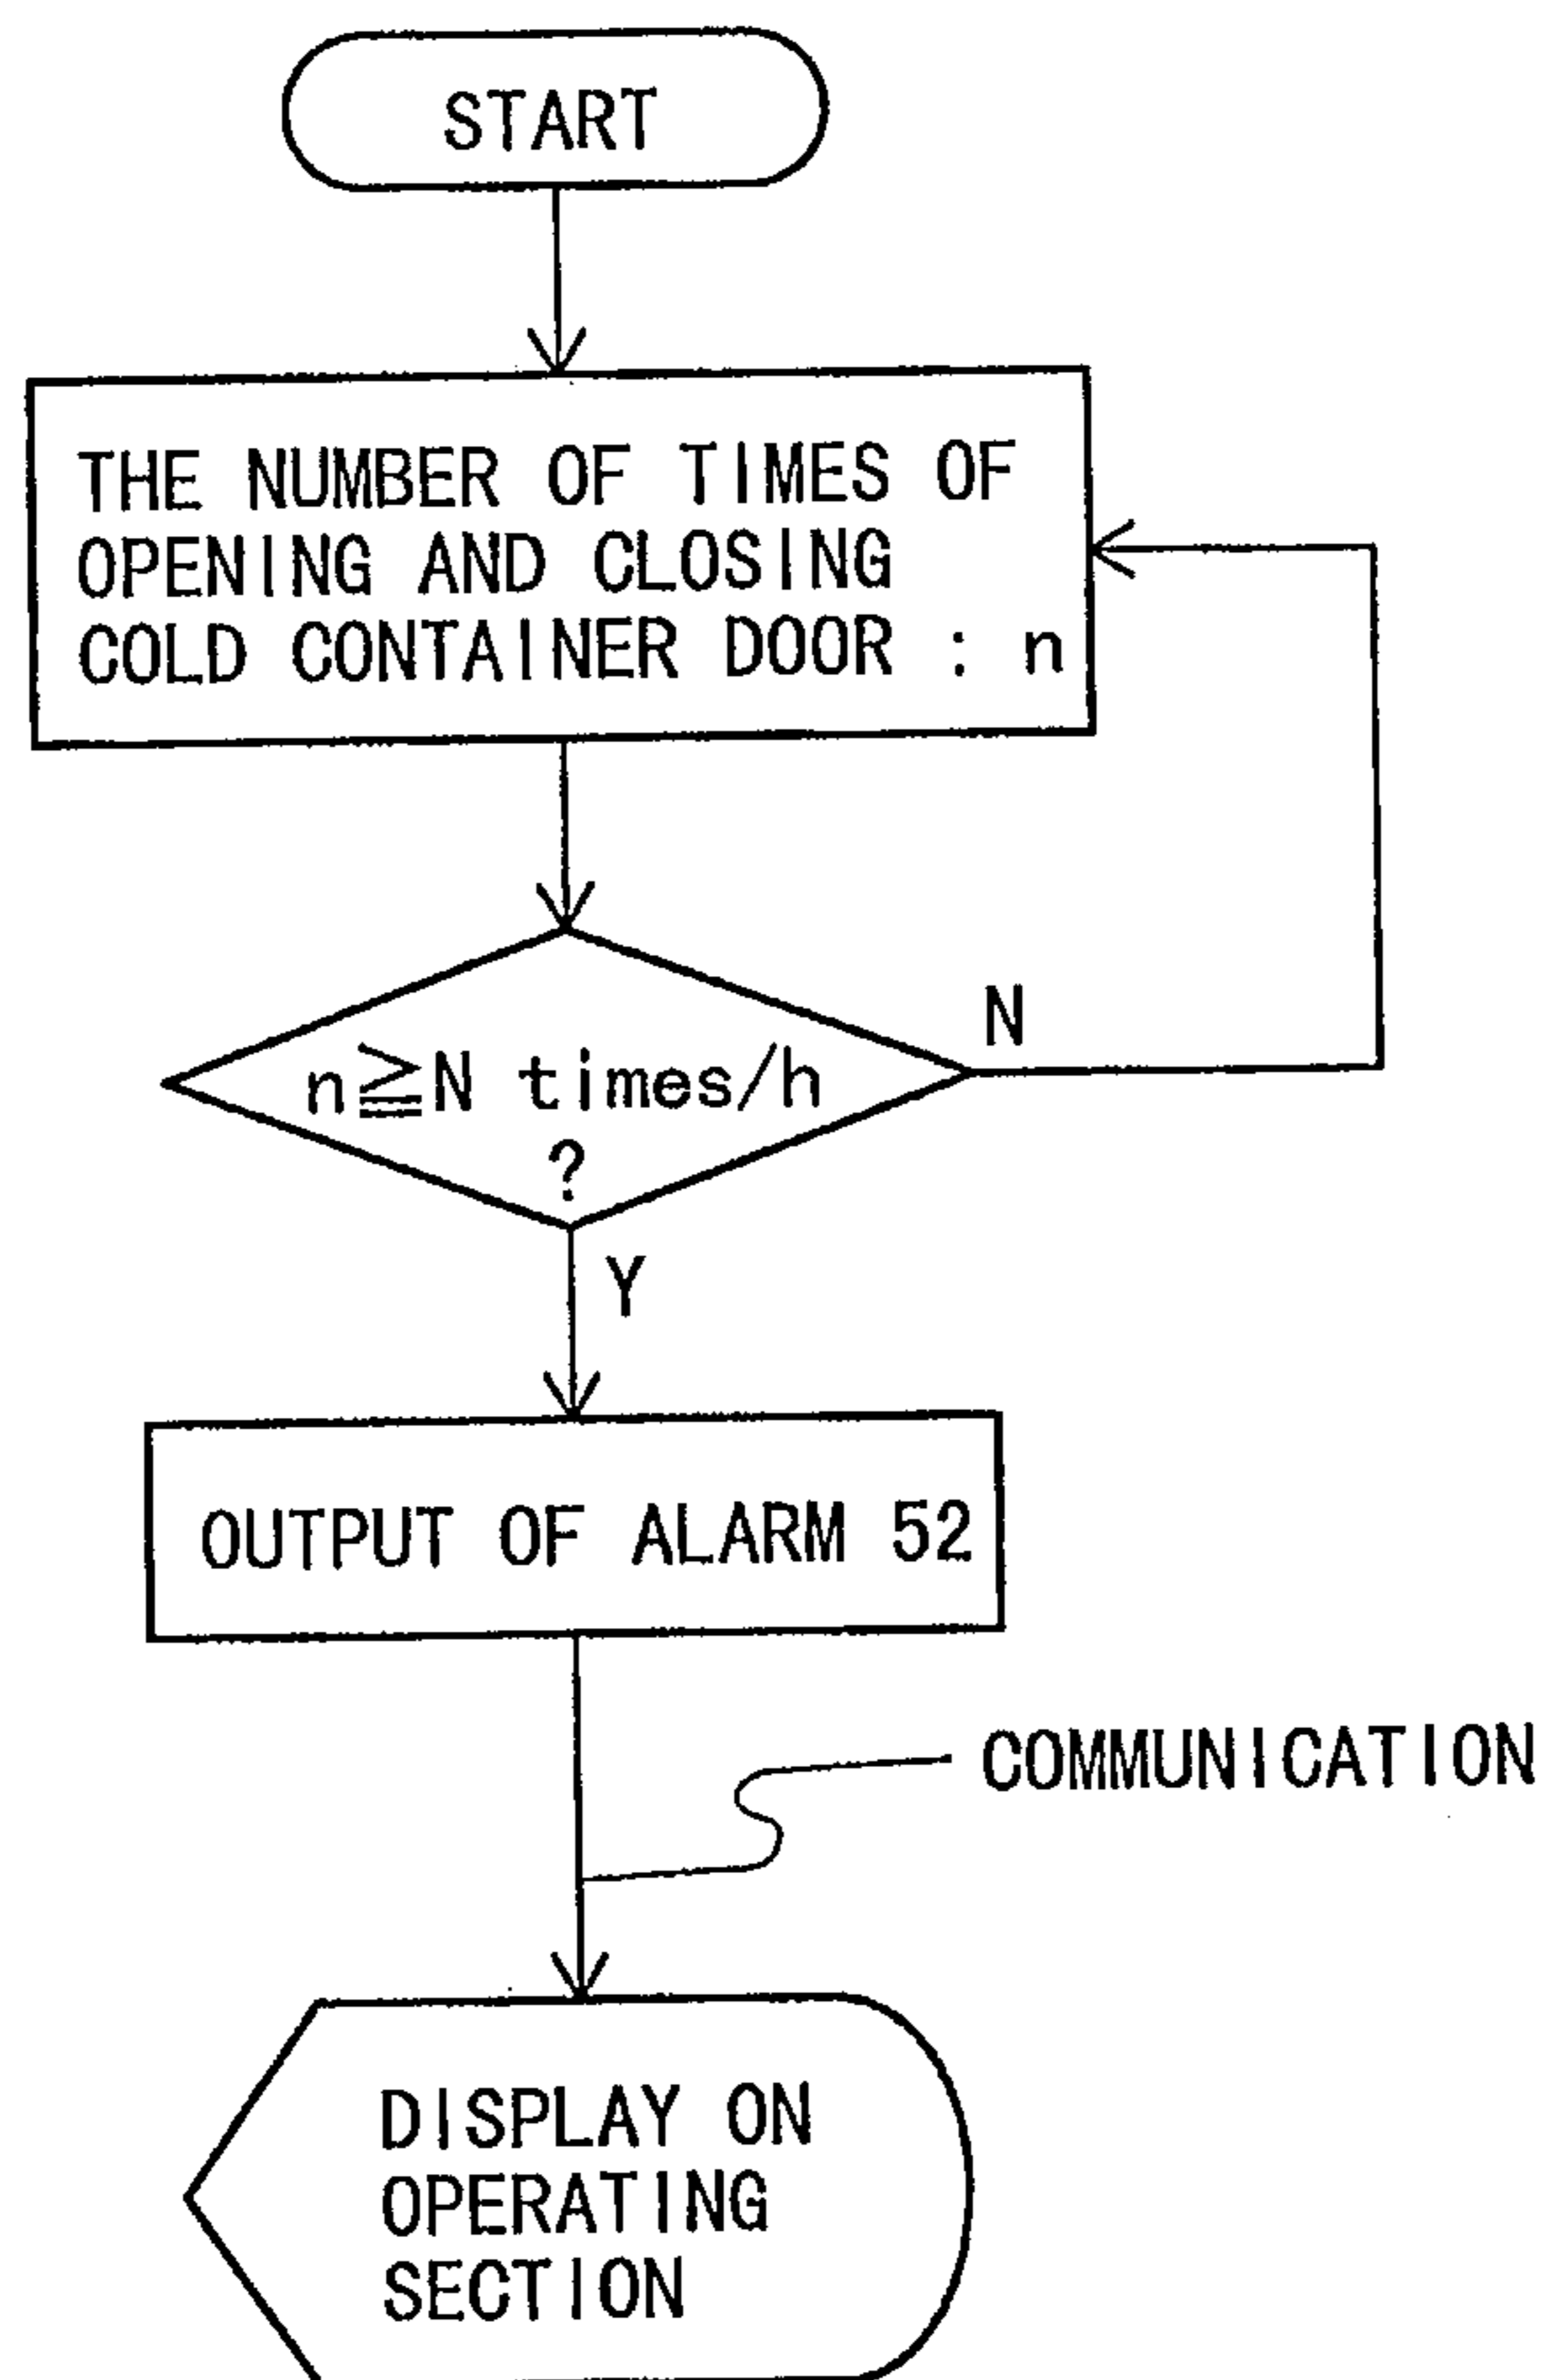 START
THE NUMBER OF TIMES OF
OPENING AND CLOSING
COLD CONTAINER DOOR : n
N
n≧N times/h
?
Y
OUTPUT OF ALARM 52
COMMUNICATION
DISPLAY ON
OPERATING
SECTION